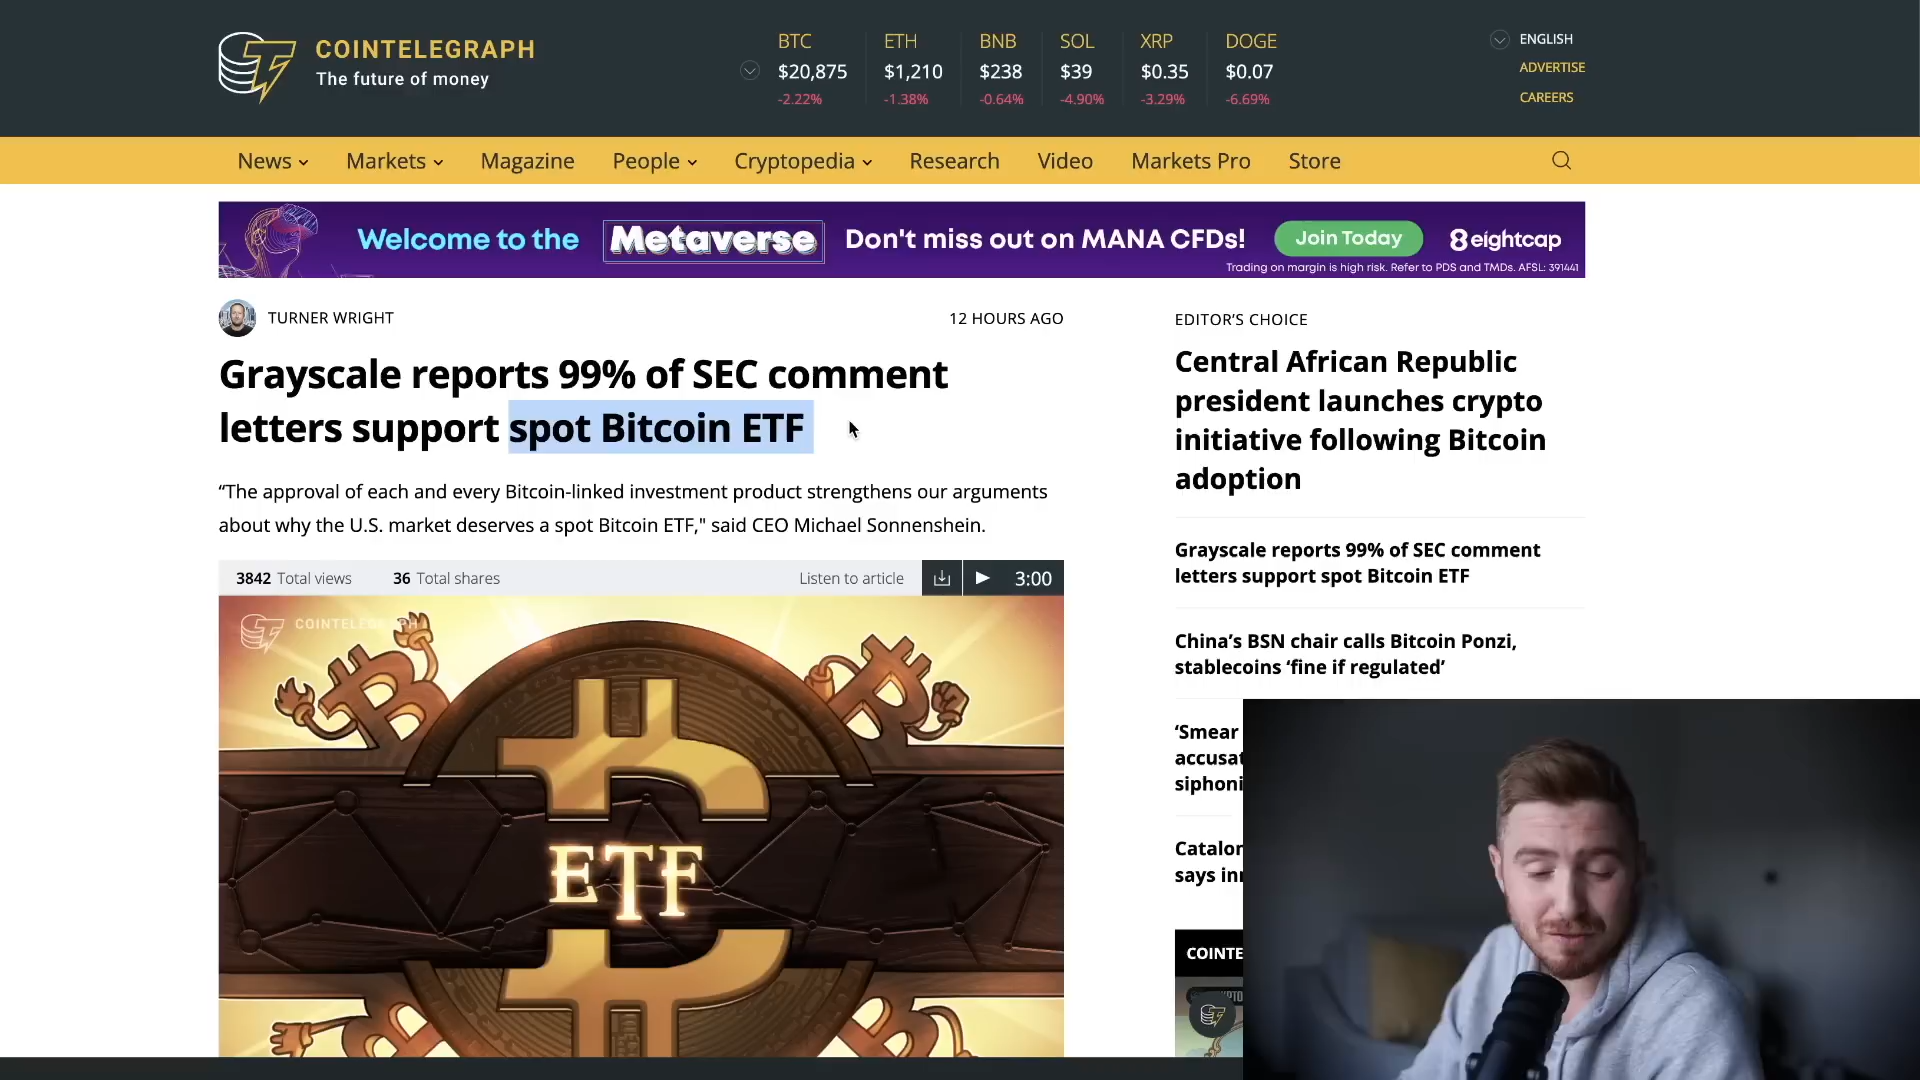 COINTELEGRAPH
The future of money
BTC
$20,875
-2.22%
ETH
$1,210
-1.38%
BNB
$238
-0.64%
SOL
$39
-4.90%
XRP
$0.35
-3.29%
DOGE
$0.07
-6.69%
ENGLISH
ADVERTISE
CAREERS
News Markets Magazine People Cryptopedia Research Video Markets Pro Store
Welcome to the Metaverse Don't miss out on MANA CFDs! Join Today 8eightcap
Trading on margin is high risk. Refer to PDS and TMDs. AFSL: 391441
TURNER WRIGHT
12 HOURS AGO
Grayscale reports 99% of SEC comment
letters support spot Bitcoin ETF
“The approval of each and every Bitcoin-linked investment product strengthens our arguments
about why the U.S. market deserves a spot Bitcoin ETF," said CEO Michael Sonnenshein.
3842 Total views 36 Total shares Listen to article 3:00
COINTELEGRAPH
ETF
EDITOR’S CHOICE
Central African Republic
president launches crypto
initiative following Bitcoin
adoption
Grayscale reports 99% of SEC comment
letters support spot Bitcoin ETF
China’s BSN chair calls Bitcoin Ponzi,
stablecoins ‘fine if regulated’
‘Smear
accusat
siphoni
Catalon
says inn
COINTE